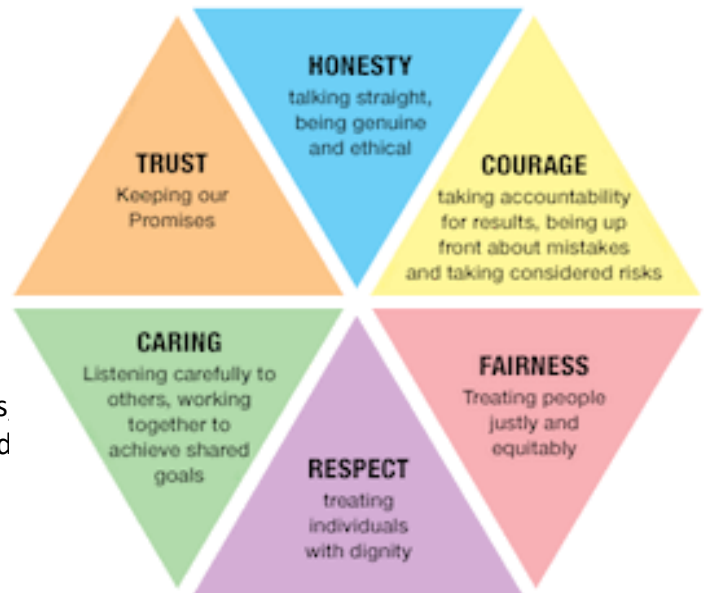 HONESTY
talking straight,
being genuine
and ethical
TRUST
Keeping our
Promises
COURAGE
taking accountability
for results, being up
front about mistakes
and taking considered risks
CARING
Listening carefully to
others, working
together to
achieve shared
goals
RESPECT
treating
individuals
with dignity
FAIRNESS
Treating people
justly and
equitably
s,
d